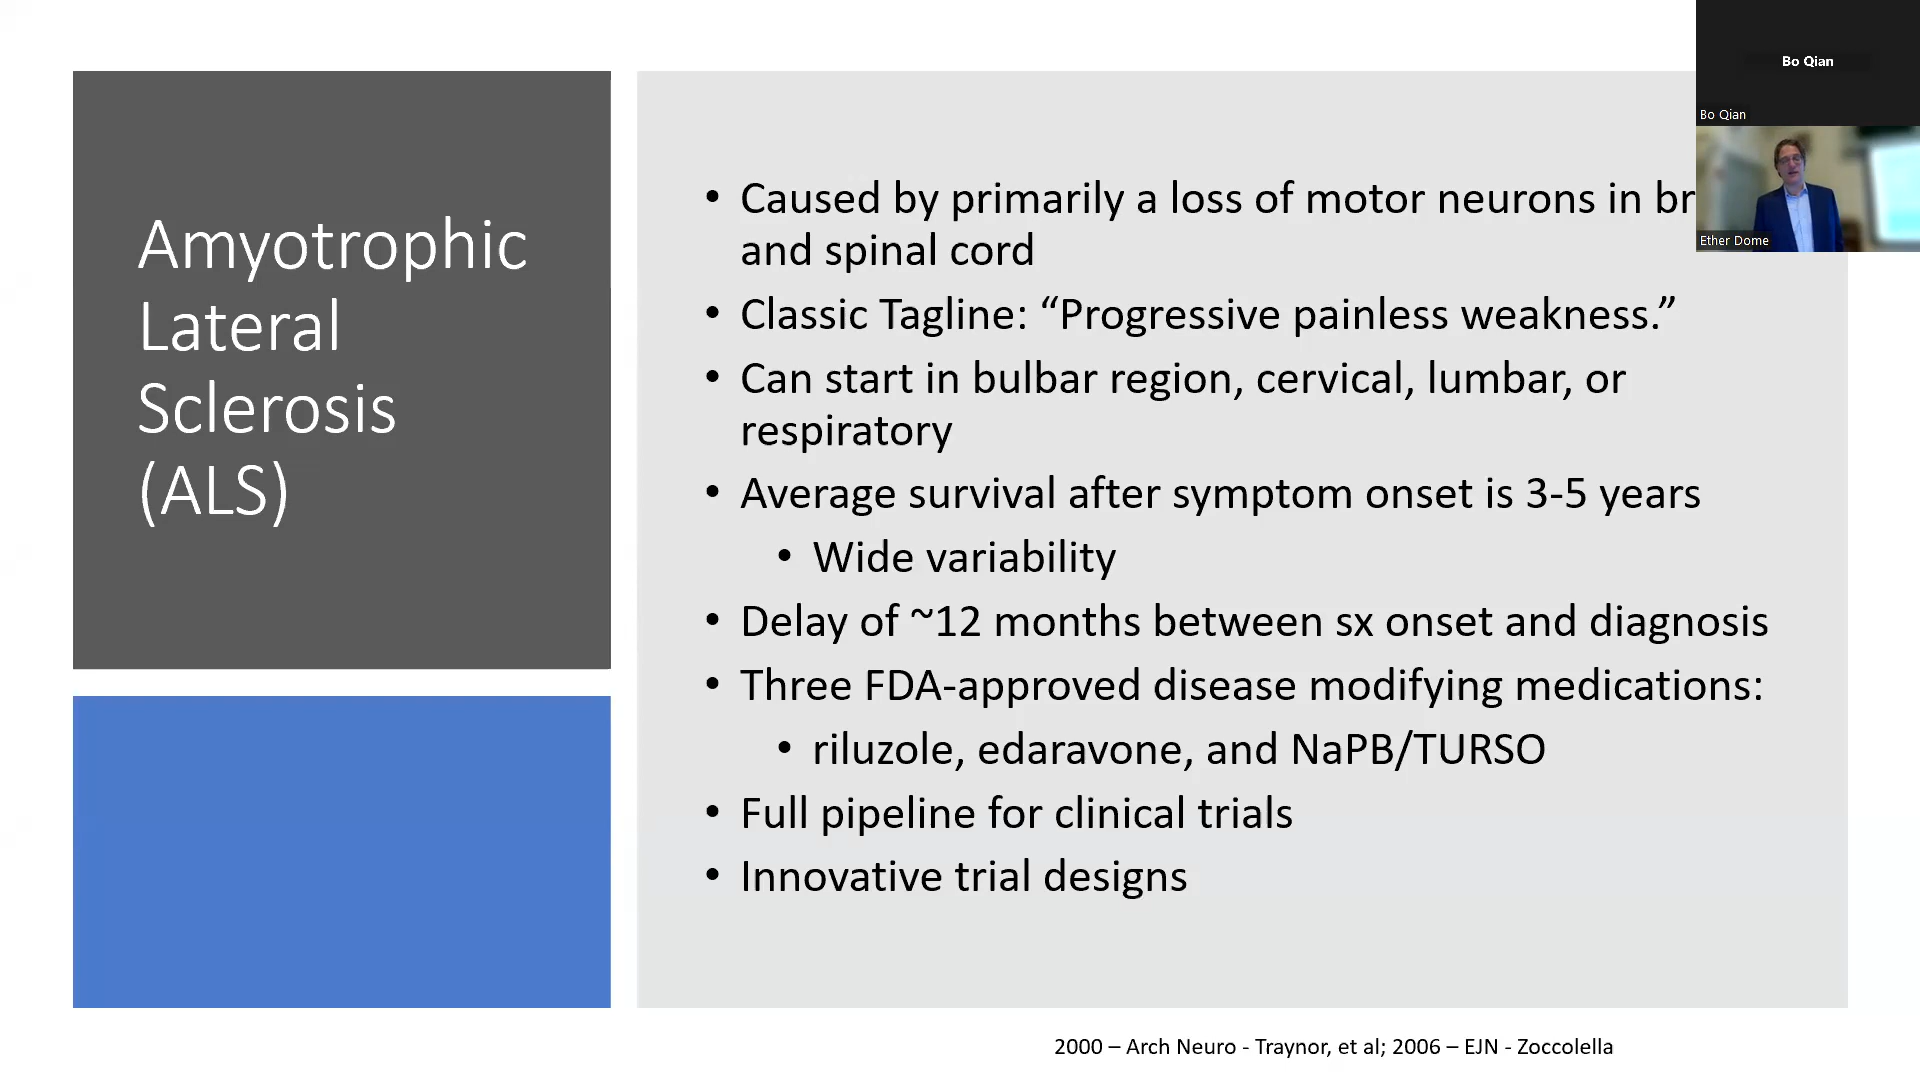 Amyotrophic
Lateral
Sclerosis
(ALS)
• Caused by primarily a loss of motor neurons in
and spinal cord
• Classic Tagline: “Progressive painless weakness.”
• Can start in bulbar region, cervical, lumbar, or
respiratory
• Average survival after symptom onset is 3-5 years
• Wide variability
• Delay of ~12 months between sx onset and diagnosis
• Three FDA-approved disease modifying medications:
• riluzole, edaravone, and NaPB/TURSO
• Full pipeline for clinical trials
• Innovative trial designs
2000 – Arch Neuro - Traynor, et al; 2006 – EJN - Zoccolella
Bo Qian
Bo Qian
Ether Dome